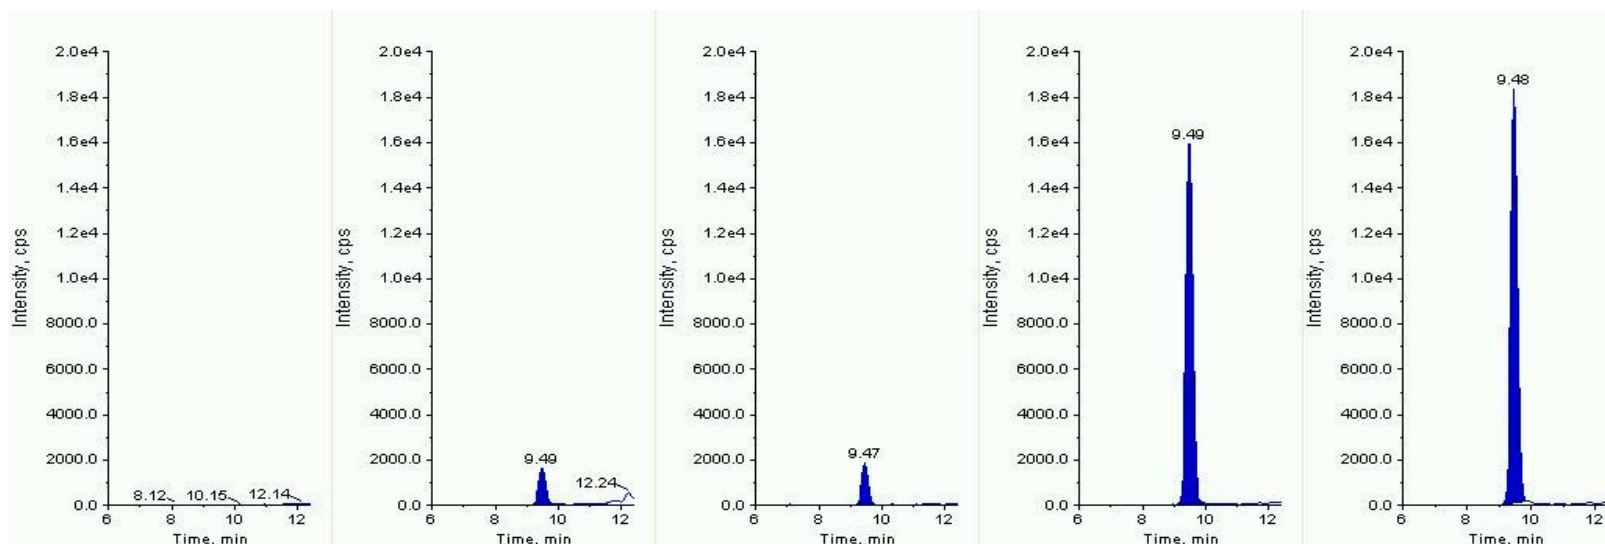 2.0e4 2.0e4 2.0e4 2.0e4 2.0e4
9.48
1.8e4 1.8e4 1.8e4 1.8e4 1.8e4
9.49
1.6e4 1.6e4 1.6e4 1.6e4 1.6e4
1.4e4 1.4e4 1.4e4 1.4e4 1.4e4
1.2e4 1.2e4 1.2e4 1.2e4 1.2e4
Intensity, cps Intensity, cps Intensity, cps Intensity, cps Intensity, cps
1.0e4 1.0e4 1.0e4 1.0e4 1.0e4
8000.0 8000.0 8000.0 8000.0 8000.0
6000.0 6000.0 6000.0 6000.0 6000.0
4000.0 4000.0 4000.0 4000.0 4000.0
9.49 9.47
2000.0 2000.0 2000.0 2000.0 2000.0
8.12 10.15 12.14 12.24
0.0 0.0 0.0 0.0 0.0
6 8 10 12 6 8 10 12 6 8 10 12 6 8 10 12 6 8 10 12
Time, min Time, min Time, min Time, min Time, min